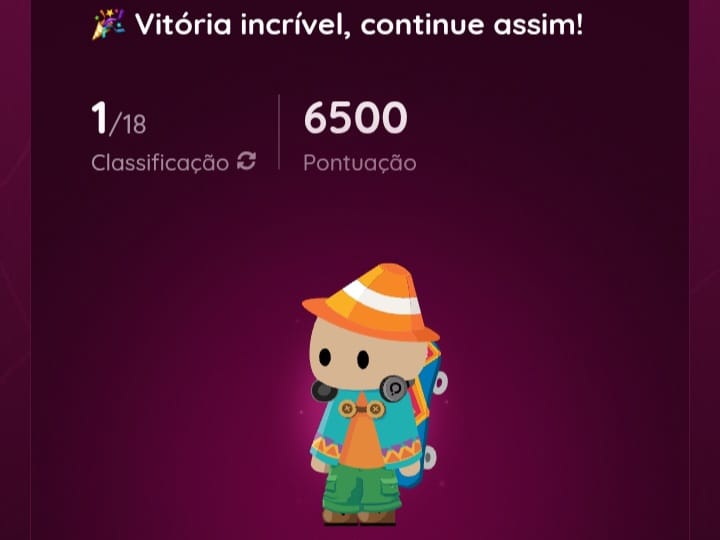 🎉 Vitória incrível, continue assim!
1/18
6500
Classificação
Pontuação